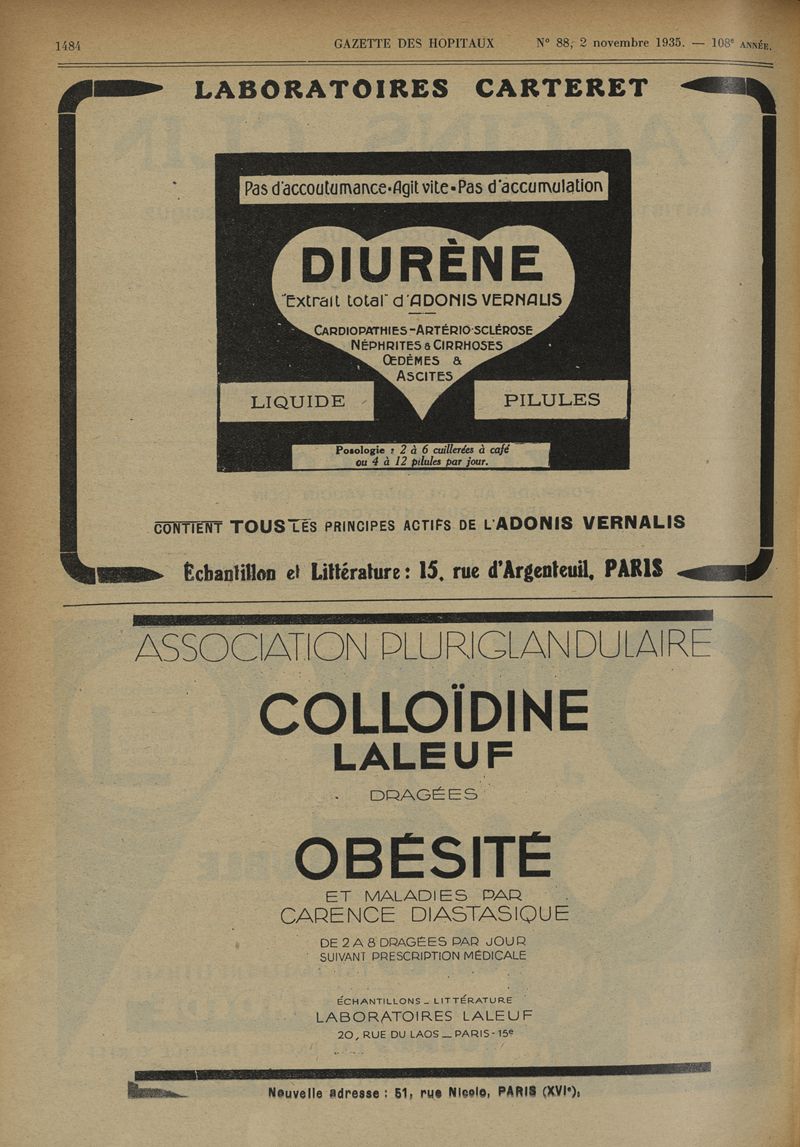 1484
GAZETTE DES HOPITAUX N° 88, 2 novembre 1935. — 108e ANNÉE.
LABORATOIRES CARTERET
Pas d'accoutumance-Agit vite-Pas d'accumulation
DIURÈNE
"Extrait total" d'ADONIS VERNALIS
CARDIOPATHIES-ARTÉRIO-SCLÉROSE
NÉPHRITES & CIRRHOSES
ŒDÈMES &
ASCITES
LIQUIDE
PILULES
Posologie : 2 à 6 cuillerées à café
ou 4 à 12 pilules par jour.
CONTIENT TOUS LES PRINCIPES ACTIFS DE L'ADONIS VERNALIS
Échantillon et Littérature : 15, rue d'Argenteuil, PARIS
ASSOCIATION PLURIGLANDULAIRE
COLLOÏDINE
LALEUF
DRAGÉES
OBÉSITÉ
ET MALADIES PAR
CARENCE DIASTASIQUE
DE 2 A 8 DRAGÉES PAR JOUR
SUIVANT PRESCRIPTION MÉDICALE
ÉCHANTILLONS _ LITTÉRATURE
LABORATOIRES LALEUF
20, RUE DU LAOS _ PARIS-15e
Nouvelle adresse : 51, rue Nicolo, PARIS (XVIe).